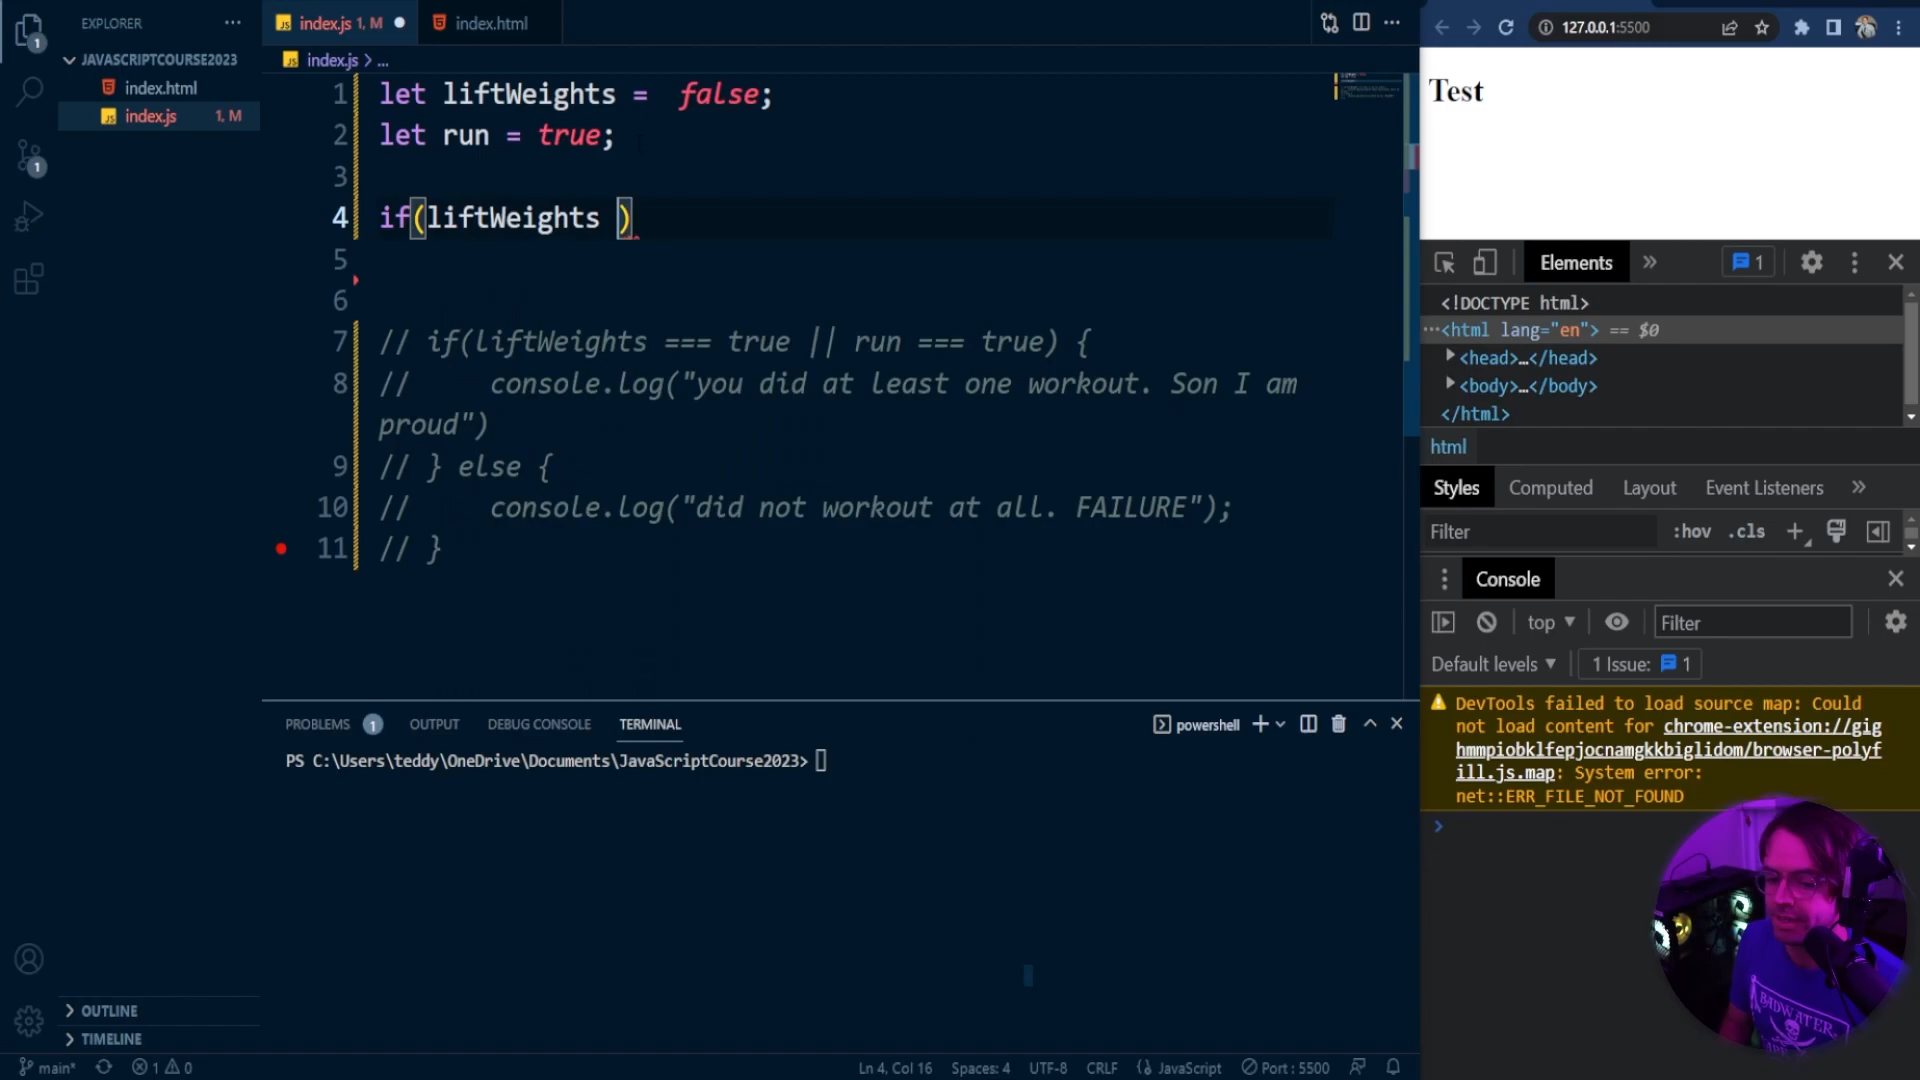 EXPLORER
JAVASCRIPTCOURSE2023
index.html
index.js 1, M
OUTLINE
TIMELINE
1
1
index.js 1, M
index.html
index.js > ...
1 let liftWeights =  false;
2 let run = true;
3
4 if(liftWeights )
5
6
7 // if(liftWeights === true || run === true) {
8 //     console.log("you did at least one workout. Son I am
proud")
9 // } else {
10 //     console.log("did not workout at all. FAILURE");
11 // }
PROBLEMS 1 OUTPUT DEBUG CONSOLE TERMINAL
powershell
PS C:\Users\teddy\OneDrive\Documents\JavaScriptCourse2023>
main* 1 0 Ln 4, Col 16 Spaces: 4 UTF-8 CRLF JavaScript Port : 5500
127.0.0.1:5500
Test
Elements 1
<!DOCTYPE html>
<html lang="en"> == $0
<head>…</head>
<body>…</body>
</html>
html
Styles Computed Layout Event Listeners
Filter :hov .cls
Console
top Filter
Default levels 1 Issue: 1
DevTools failed to load source map: Could
not load content for chrome-extension://gig
hmmpiobklfepjocnamgkkbiglidom/browser-polyf
ill.js.map: System error:
net::ERR_FILE_NOT_FOUND
BADWATER